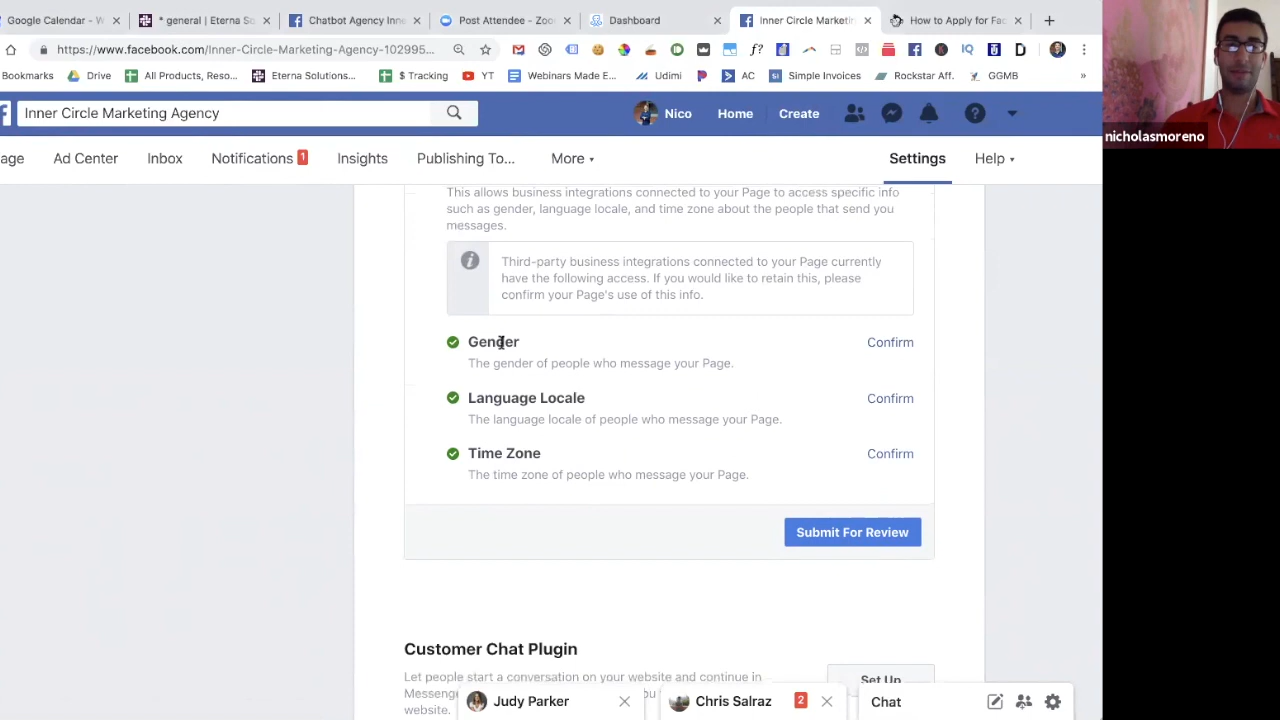 Google Calendar - W
* general | Eterna So
Chatbot Agency Inne
Post Attendee - Zoo
Dashboard
Inner Circle Marketi
How to Apply for Fac
https://www.facebook.com/Inner-Circle-Marketing-Agency-102995...
f?
IQ
D
Bookmarks
Drive
All Products, Reso...
Eterna Solutions...
$ Tracking
YT
Webinars Made E...
Udimi
AC
Simple Invoices
Rockstar Aff.
GGMB
»
nicholasmoreno
Inner Circle Marketing Agency
Nico
Home
Create
age
Ad Center
Inbox
Notifications 1
Insights
Publishing To...
More
Settings
Help
This allows business integrations connected to your Page to access specific info
such as gender, language locale, and time zone about the people that send you
messages.
Third-party business integrations connected to your Page currently
have the following access. If you would like to retain this, please
confirm your Page's use of this info.
Gender
Confirm
The gender of people who message your Page.
Language Locale
Confirm
The language locale of people who message your Page.
Time Zone
Confirm
The time zone of people who message your Page.
Submit For Review
Customer Chat Plugin
Let people start a conversation on your website and continue in
Set Up
Messenge
website.
Judy Parker
Chris Salraz
2
Chat